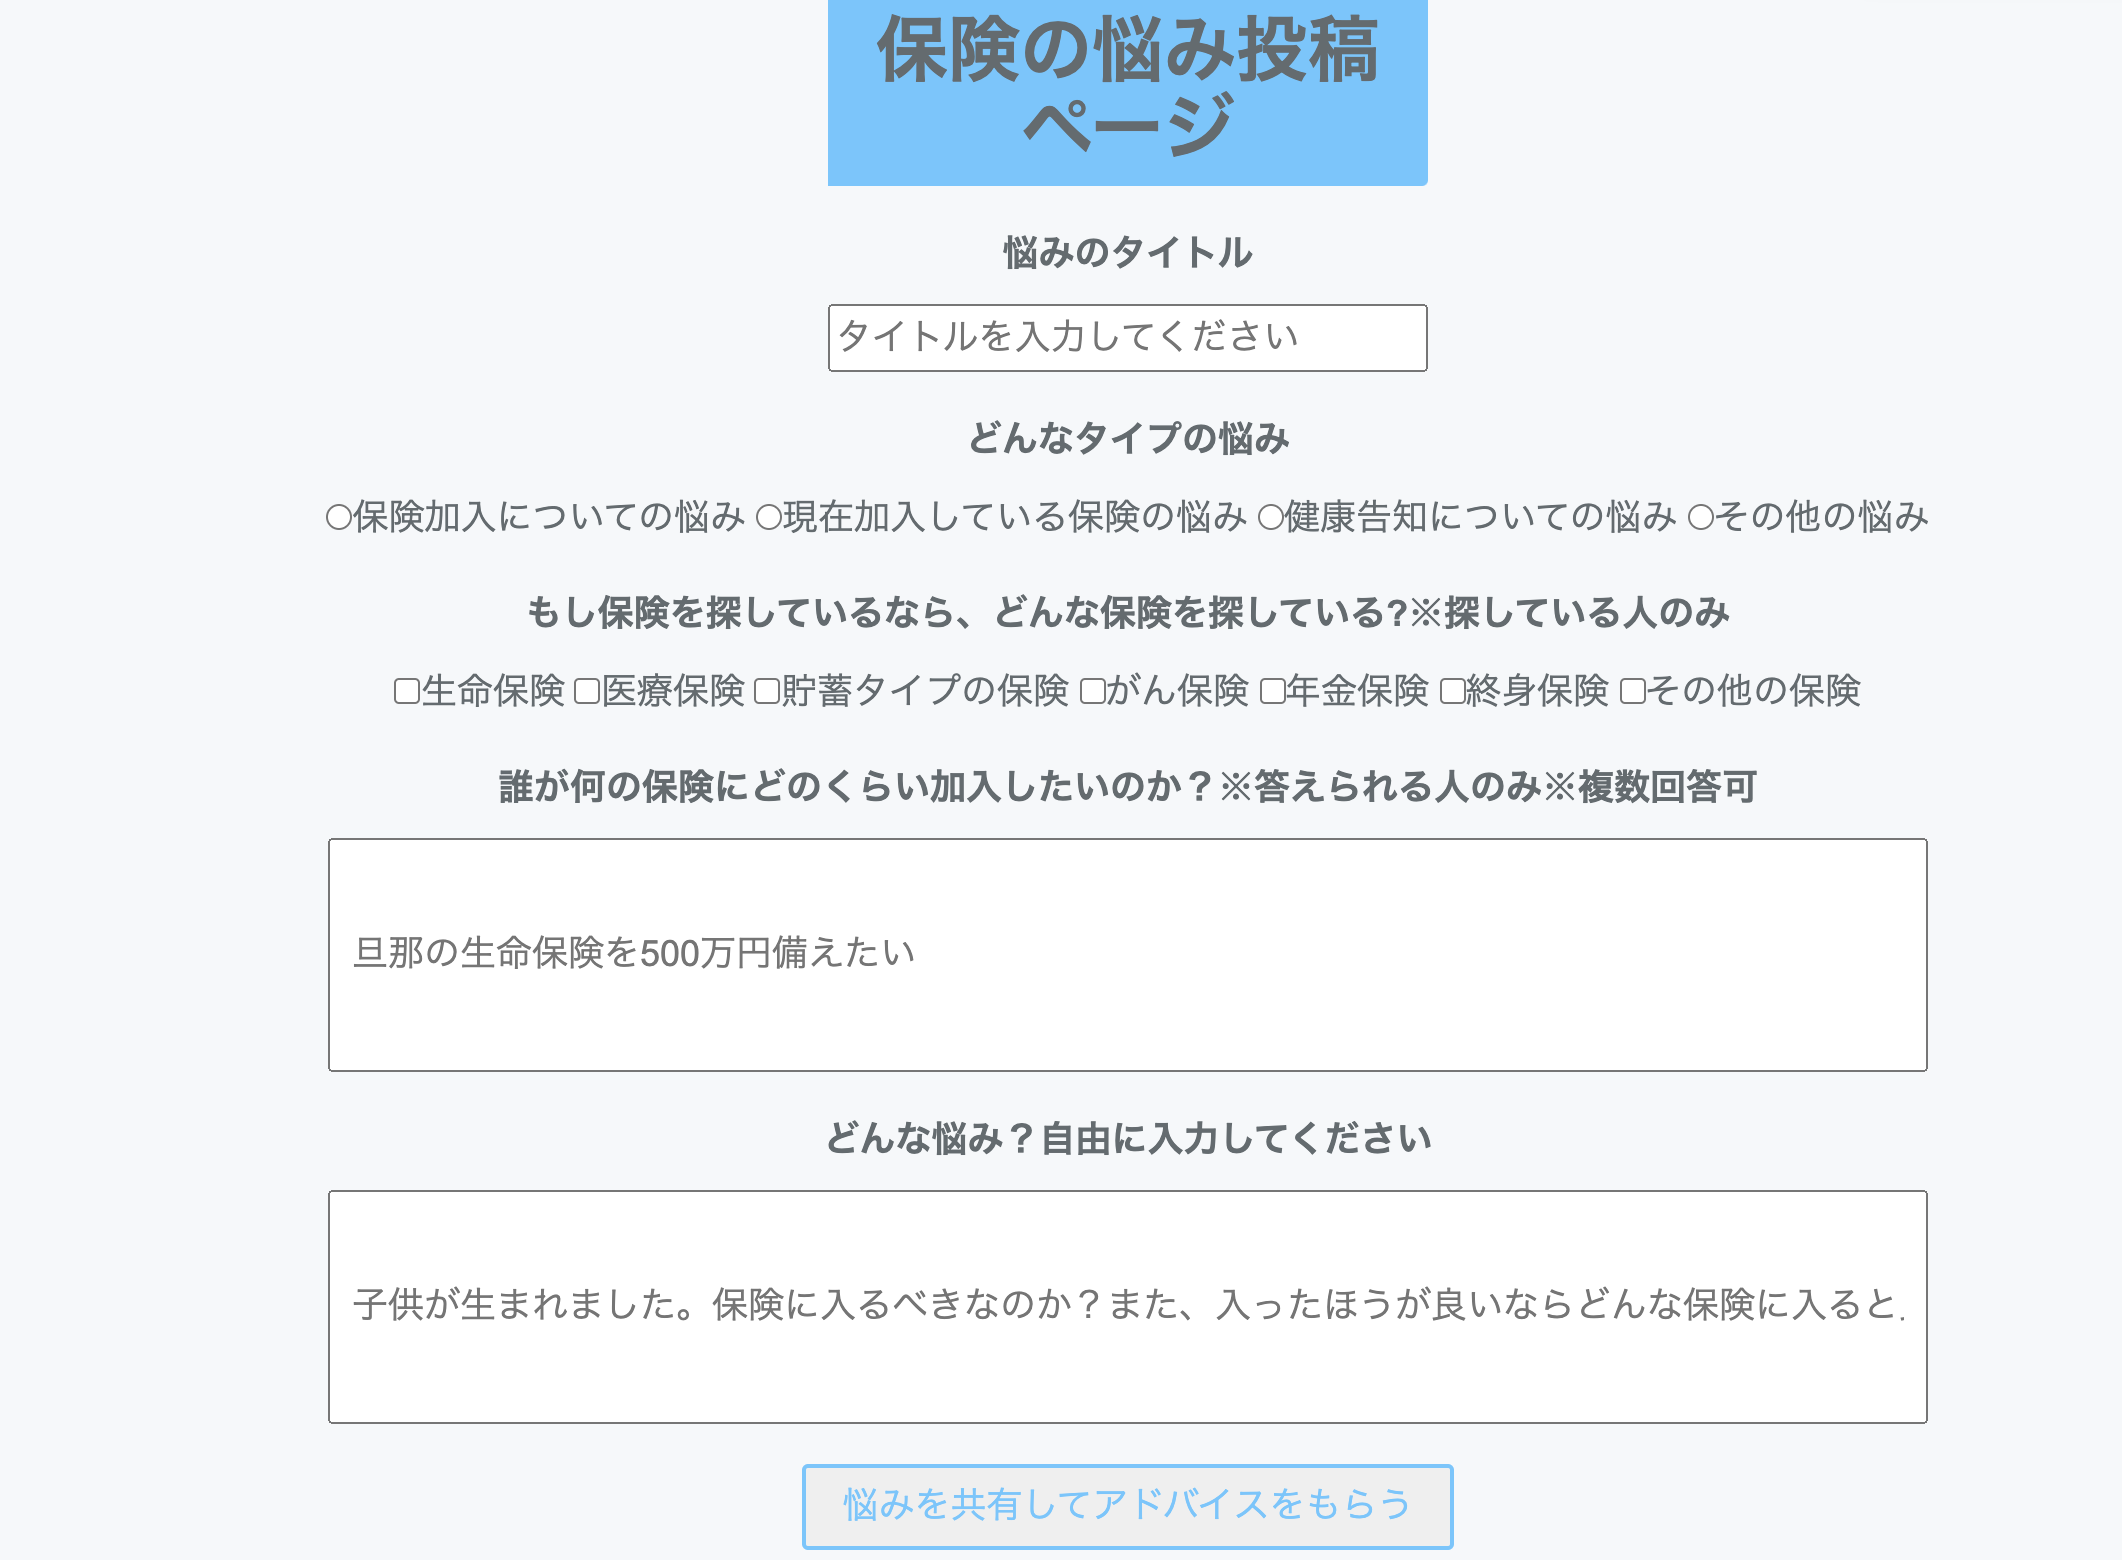 保険の悩み投稿
ページ
悩みのタイトル
タイトルを入力してください
どんなタイプの悩み
保険加入についての悩み 現在加入している保険の悩み 健康告知についての悩み その他の悩み
もし保険を探しているなら、どんな保険を探している?※探している人のみ
生命保険 医療保険 貯蓄タイプの保険 がん保険 年金保険 終身保険 その他の保険
誰が何の保険にどのくらい加入したいのか？※答えられる人のみ※複数回答可
旦那の生命保険を500万円備えたい
どんな悩み？自由に入力してください
子供が生まれました。保険に入るべきなのか？また、入ったほうが良いならどんな保険に入ると
悩みを共有してアドバイスをもらう